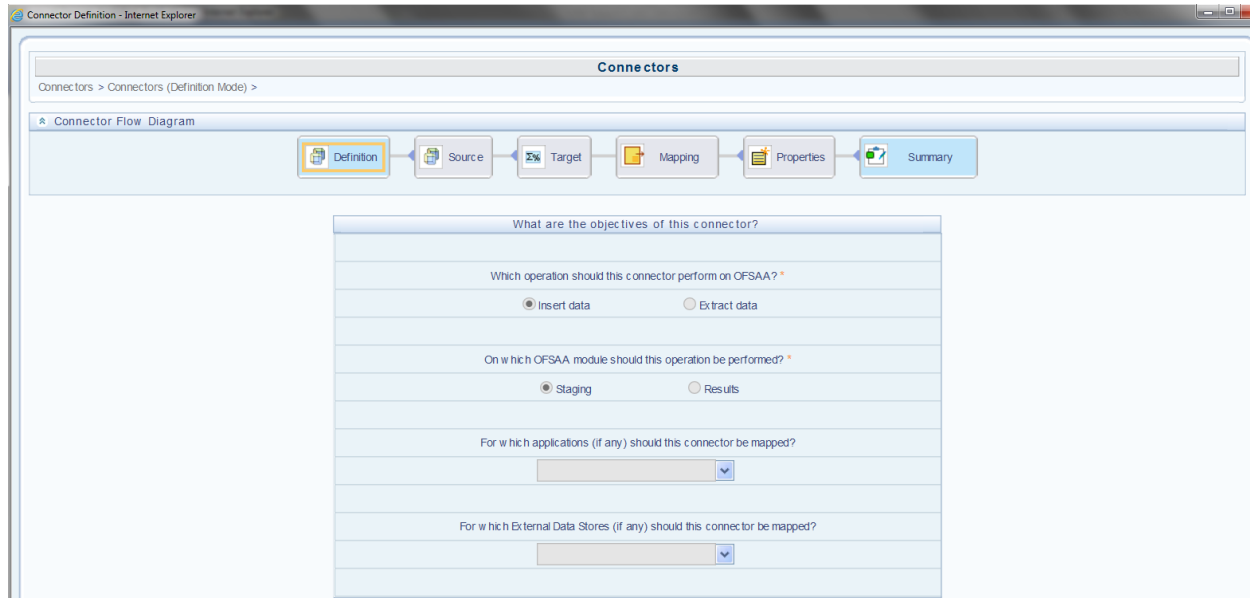 Connector Definition - Internet Explorer
Connectors
Connectors > Connectors (Definition Mode) >
Connector Flow Diagram
Definition Source Σ% Target Mapping Properties Summary
What are the objectives of this connector?
Which operation should this connector perform on OFSAA? *
Insert data Extract data
On which OFSAA module should this operation be performed? *
Staging Results
For which applications (if any) should this connector be mapped?
For which External Data Stores (if any) should this connector be mapped?